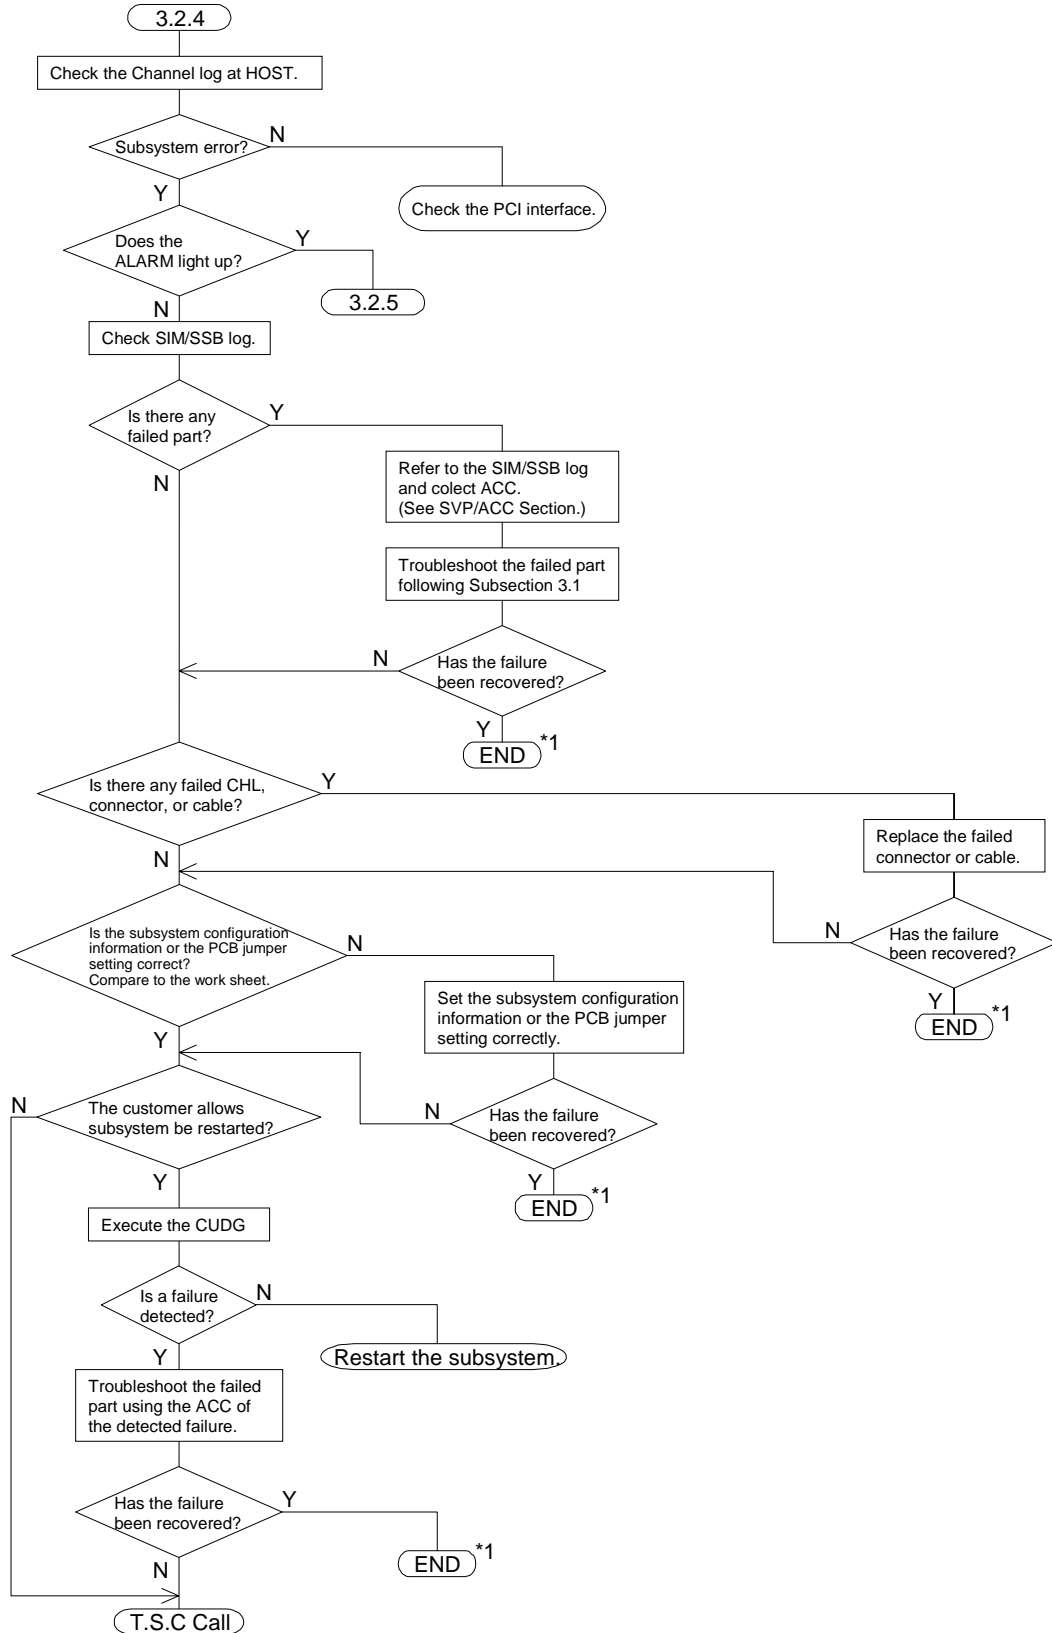 3.2.4
Check the Channel log at HOST.
Subsystem error?
N
Y
Check the PCI interface.
Does the
ALARM light up?
Y
N
3.2.5
Check SIM/SSB log.
Is there any
failed part?
Y
N
Refer to the SIM/SSB log
and colect ACC.
(See SVP/ACC Section.)
Troubleshoot the failed part
following Subsection 3.1
Has the failure
been recovered?
N
Y
END
*1
Is there any failed CHL,
connector, or cable?
Y
N
Replace the failed
connector or cable.
Has the failure
been recovered?
N
Y
END
*1
Is the subsystem configuration
information or the PCB jumper
setting correct?
Compare to the work sheet.
N
Y
Set the subsystem configuration
information or the PCB jumper
setting correctly.
Has the failure
been recovered?
N
Y
END
*1
The customer allows
subsystem be restarted?
N
Y
Execute the CUDG
Is a failure
detected?
N
Y
Restart the subsystem.
Troubleshoot the failed
part using the ACC of
the detected failure.
Has the failure
been recovered?
Y
N
END
*1
T.S.C Call